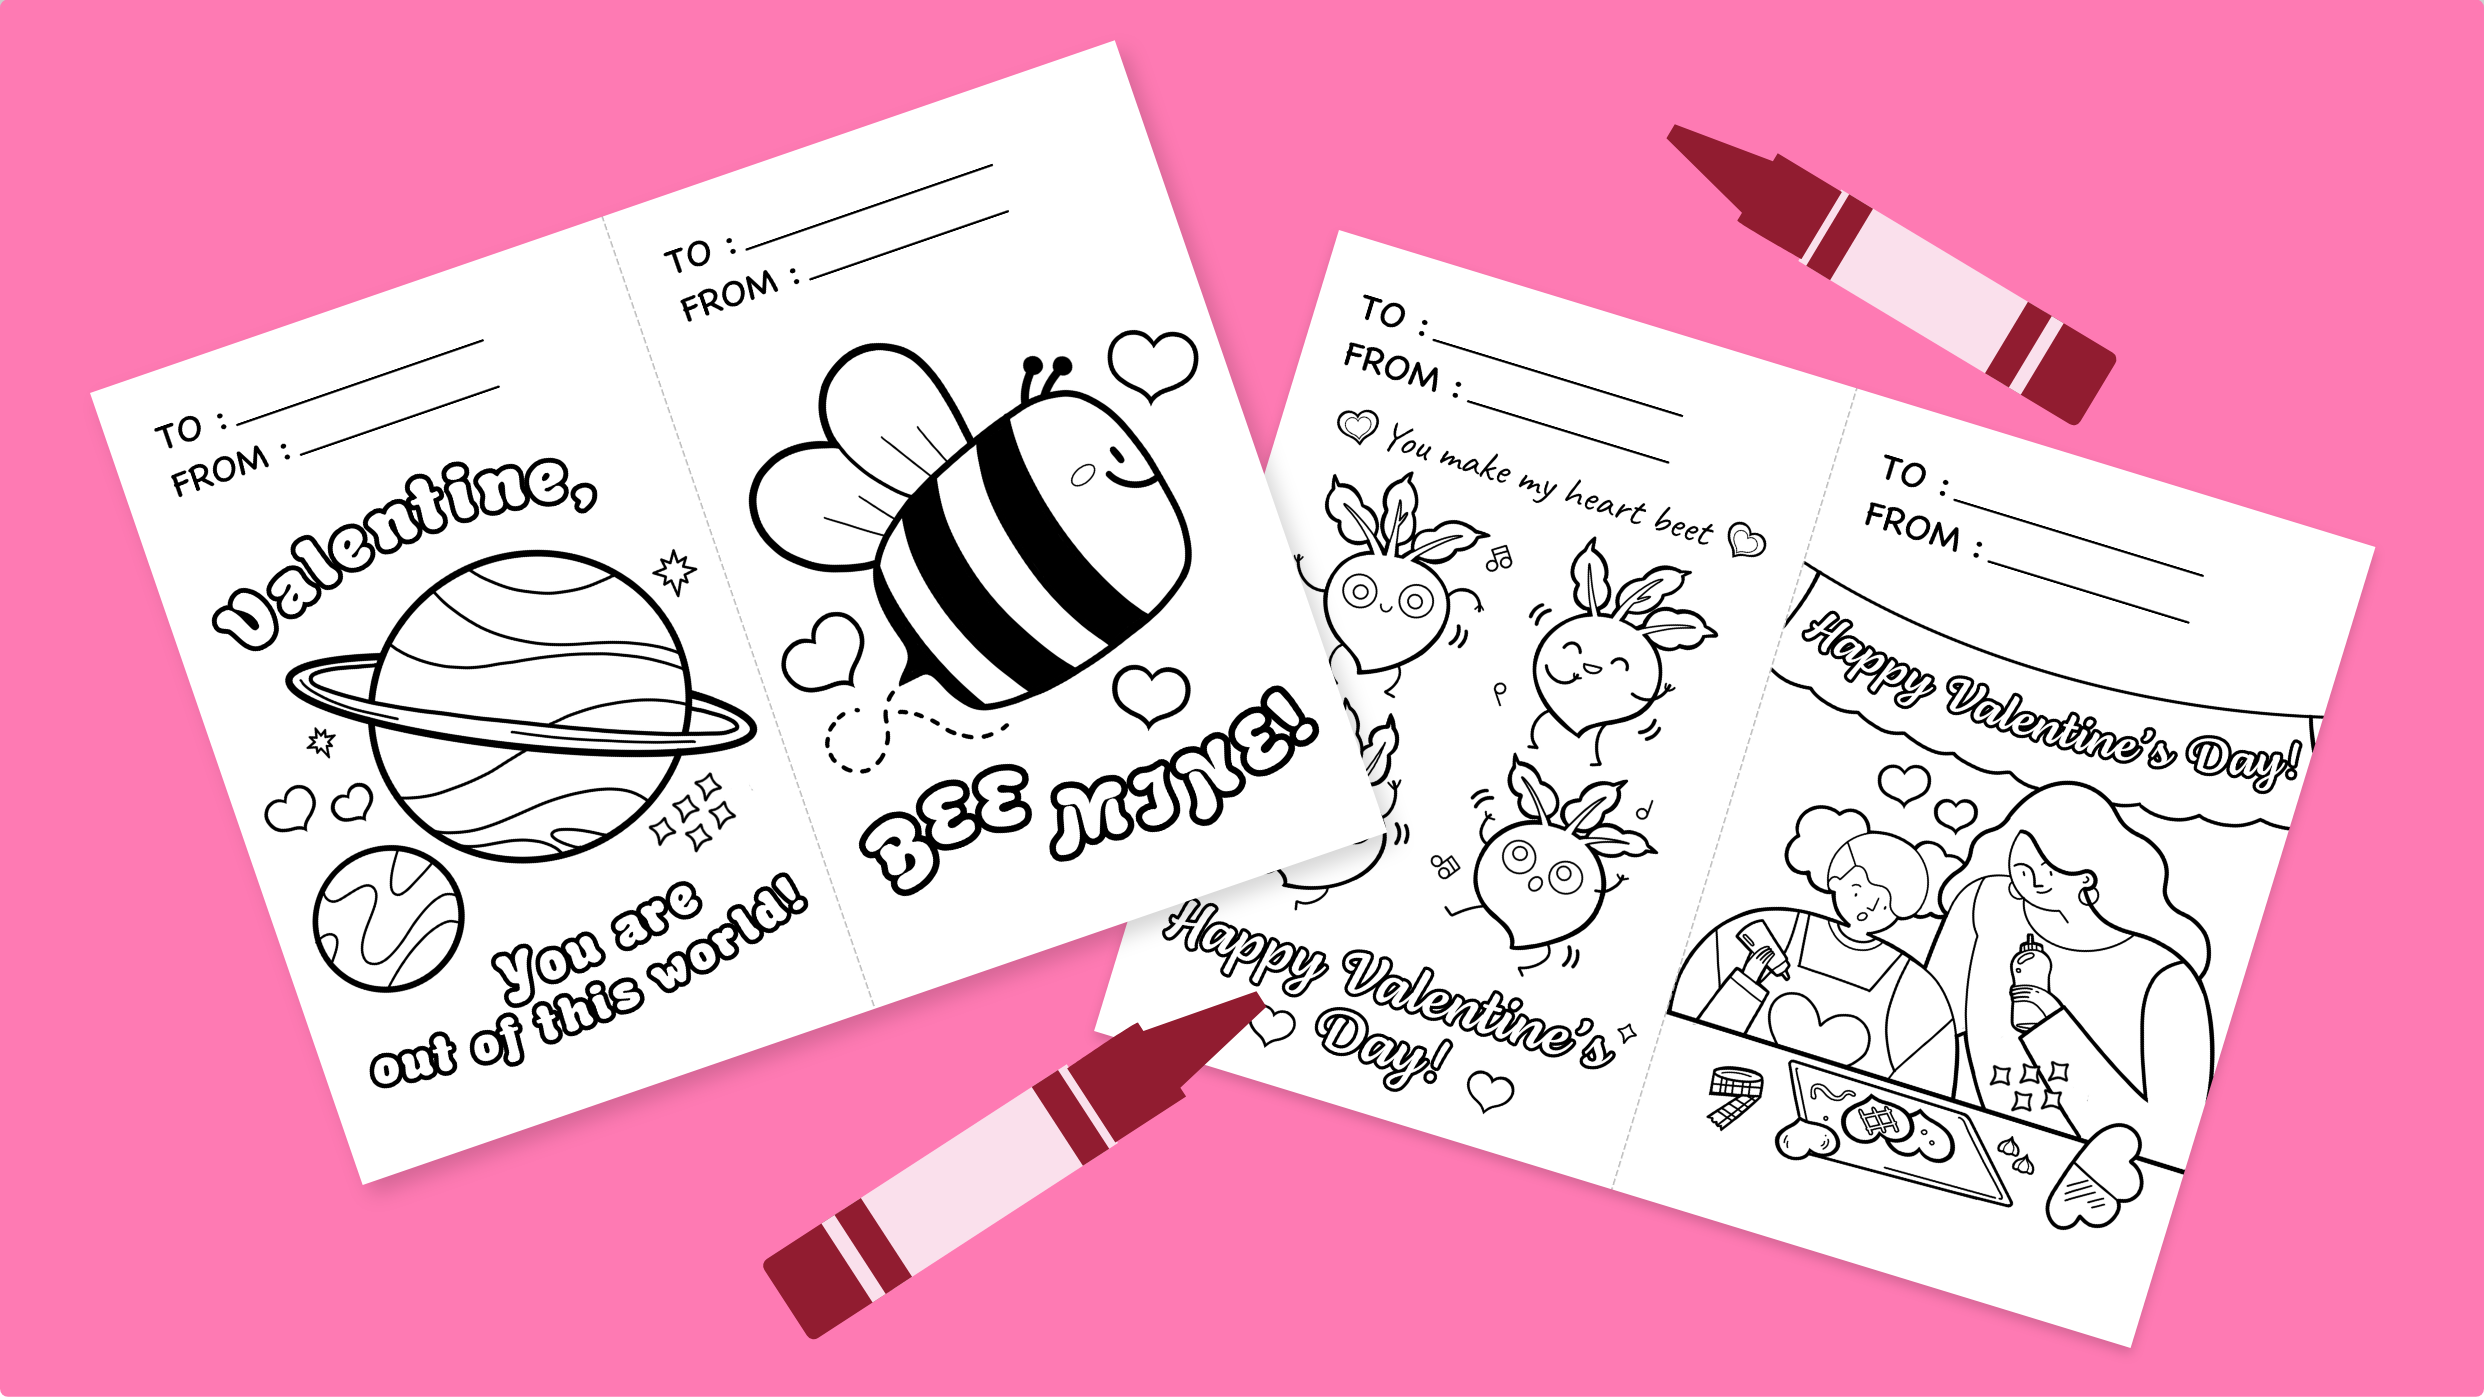 TO :
FROM :
Valentine,
You are
out of this world!
TO :
FROM :
BEE MINE!
TO :
FROM :
You make my heart beet
Happy Valentine's
Day!
TO :
FROM :
Happy Valentine's Day!